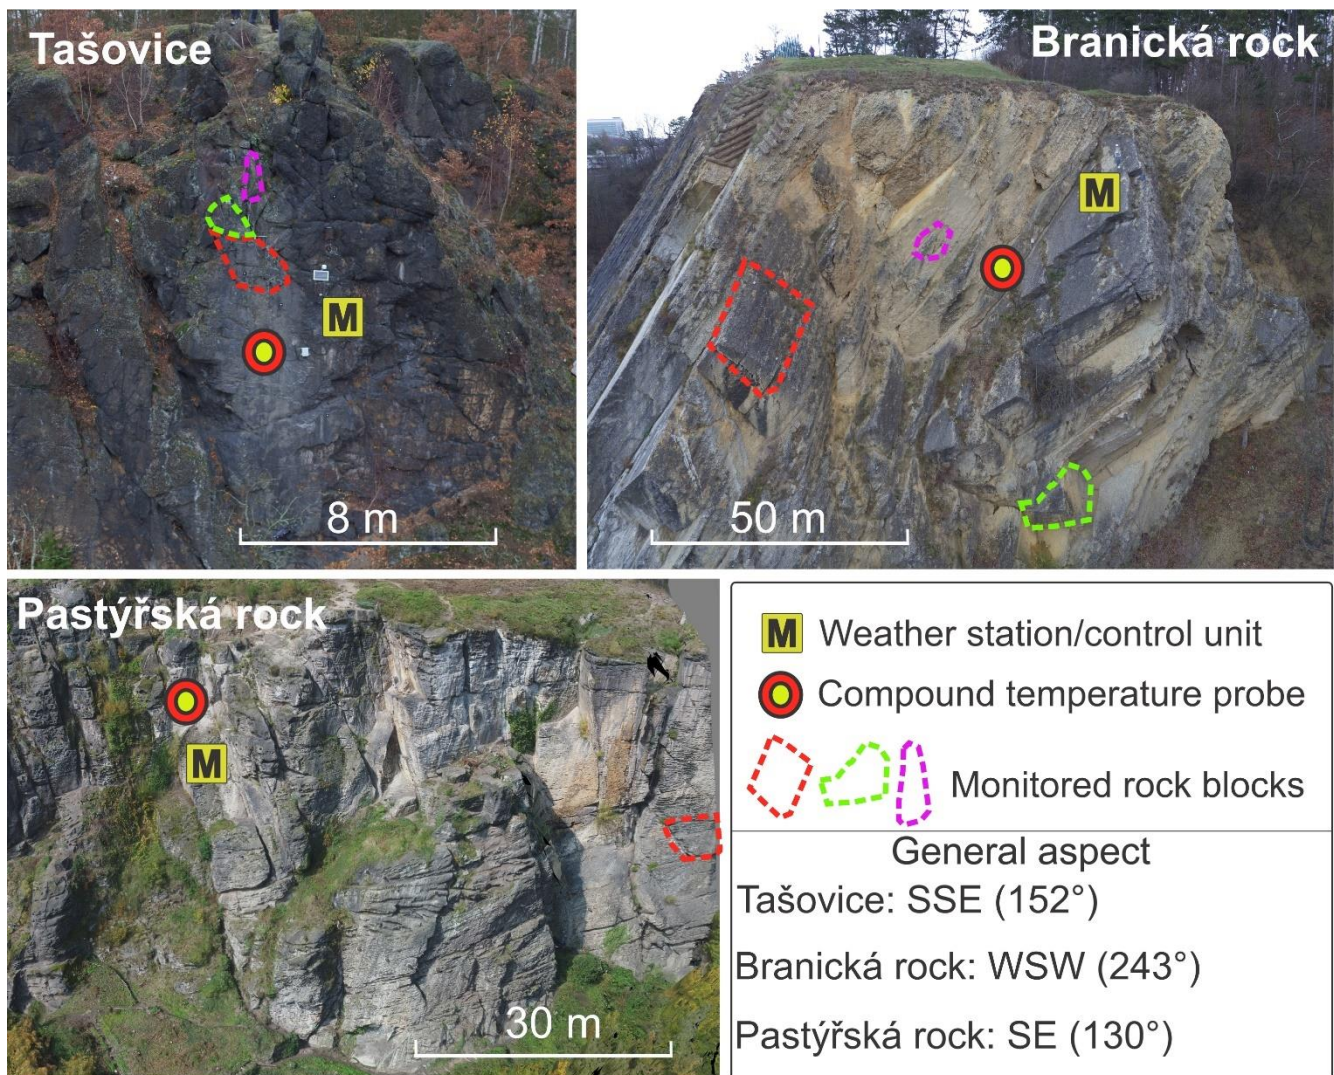 Tašovice
M
8 m
Branická rock
M
50 m
Pastýřská rock
M
30 m
M Weather station/control unit
Compound temperature probe
Monitored rock blocks
General aspect
Tašovice: SSE (152°)
Branická rock: WSW (243°)
Pastýřská rock: SE (130°)